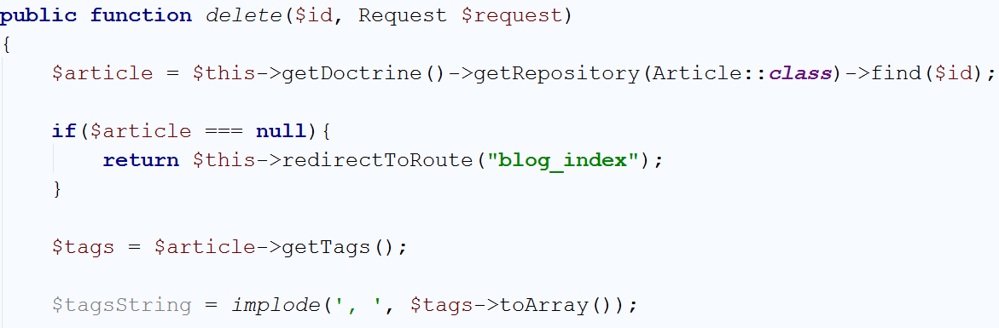 public function delete($id, Request $request)
{
    $article = $this->getDoctrine()->getRepository(Article::class)->find($id);
    if($article === null){
        return $this->redirectToRoute("blog_index");
    }
    $tags = $article->getTags();
    $tagsString = implode(', ', $tags->toArray());